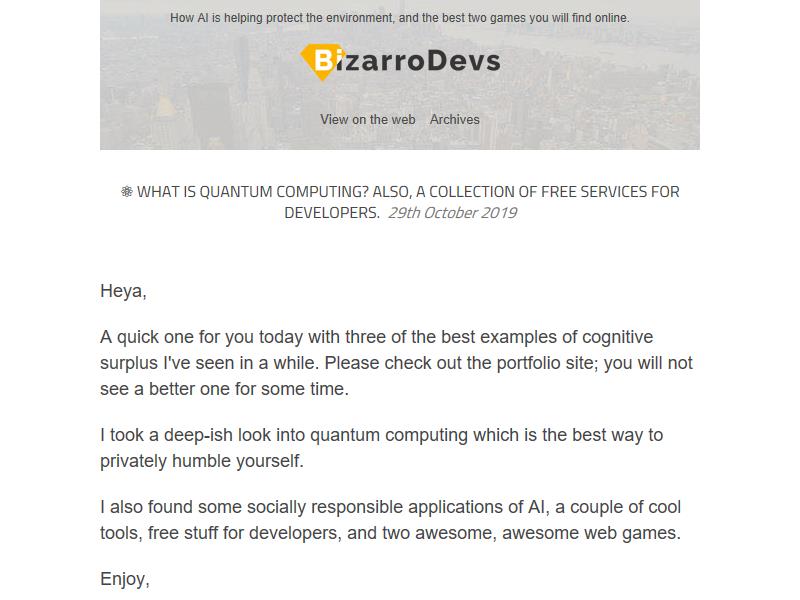 How AI is helping protect the environment, and the best two games you will find online.
BizarroDevs
View on the web Archives
⚛ WHAT IS QUANTUM COMPUTING? ALSO, A COLLECTION OF FREE SERVICES FOR
DEVELOPERS. 29th October 2019
Heya,
A quick one for you today with three of the best examples of cognitive
surplus I've seen in a while. Please check out the portfolio site; you will not
see a better one for some time.
I took a deep-ish look into quantum computing which is the best way to
privately humble yourself.
I also found some socially responsible applications of AI, a couple of cool
tools, free stuff for developers, and two awesome, awesome web games.
Enjoy,